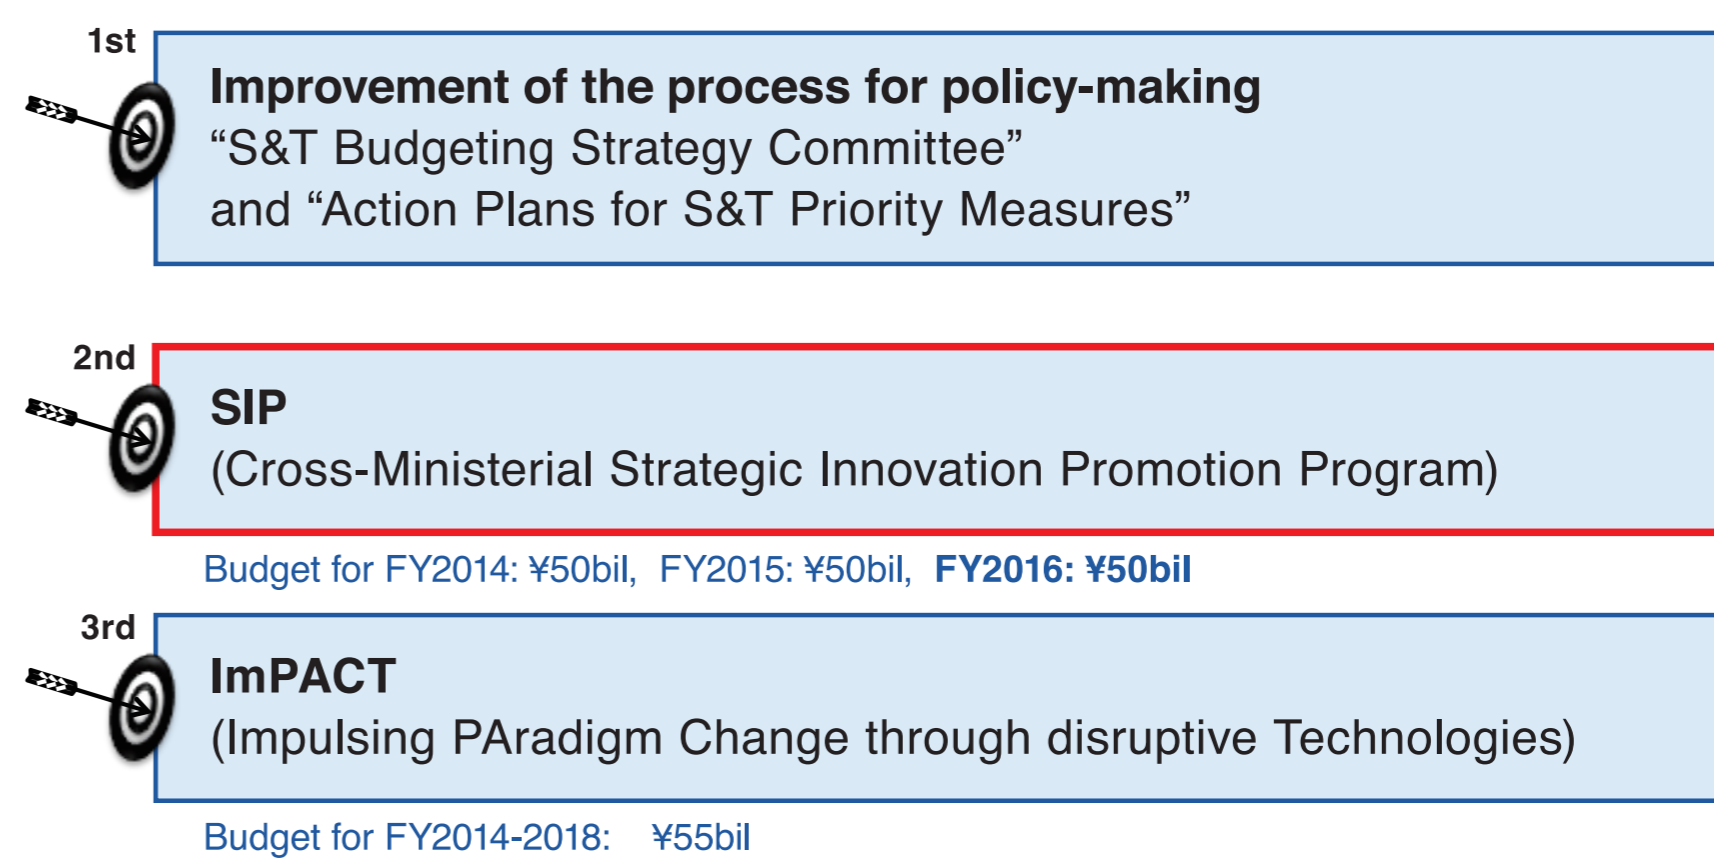 1st
Improvement of the process for policy-making
“S&T Budgeting Strategy Committee”
and “Action Plans for S&T Priority Measures”
2nd
SIP
(Cross-Ministerial Strategic Innovation Promotion Program)
Budget for FY2014: ¥50bil, FY2015: ¥50bil, FY2016: ¥50bil
3rd
ImPACT
(Impulsing PAradigm Change through disruptive Technologies)
Budget for FY2014-2018: ¥55bil